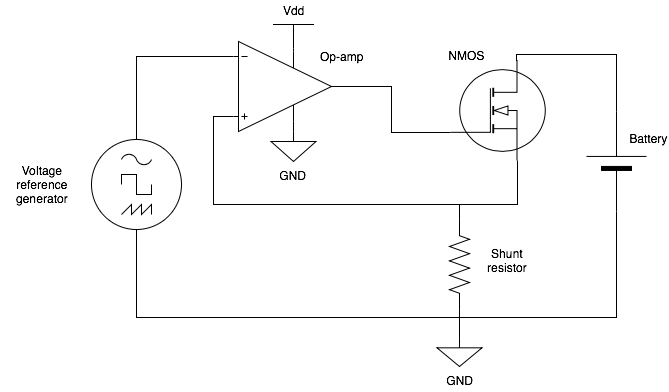 Vdd
Op-amp
NMOS
−
+
Battery
GND
Voltage
reference
generator
Shunt
resistor
GND